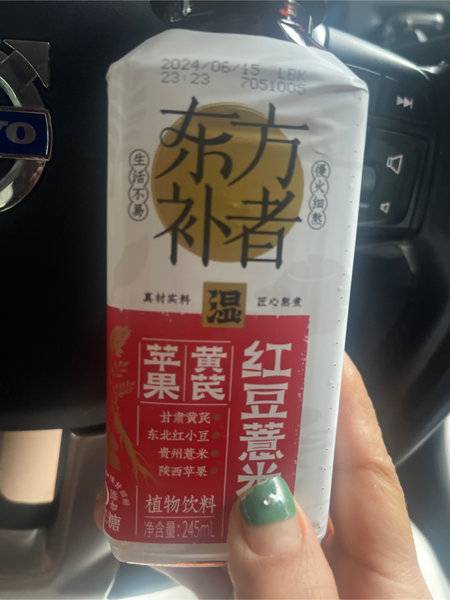 2024/06/15 LBK
23:23 705100S
东方
补者
生活不易
慢火细熬
真材实料
湿
匠心熬煮
红豆薏米
黄芪
苹果
甘肃黄芪
东北红小豆
贵州薏米
陕西苹果
植物饮料
净含量:245mL
糖
VO